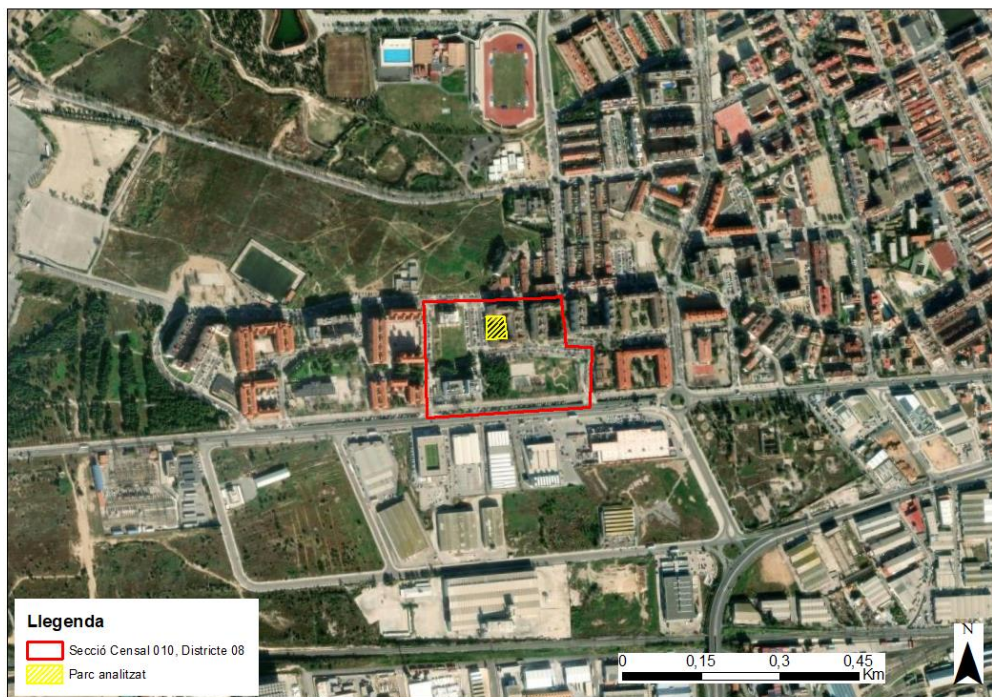 Llegenda
Secció Censal 010, Districte 08
Parc analitzat
N
0 0,15 0,3 0,45
Km